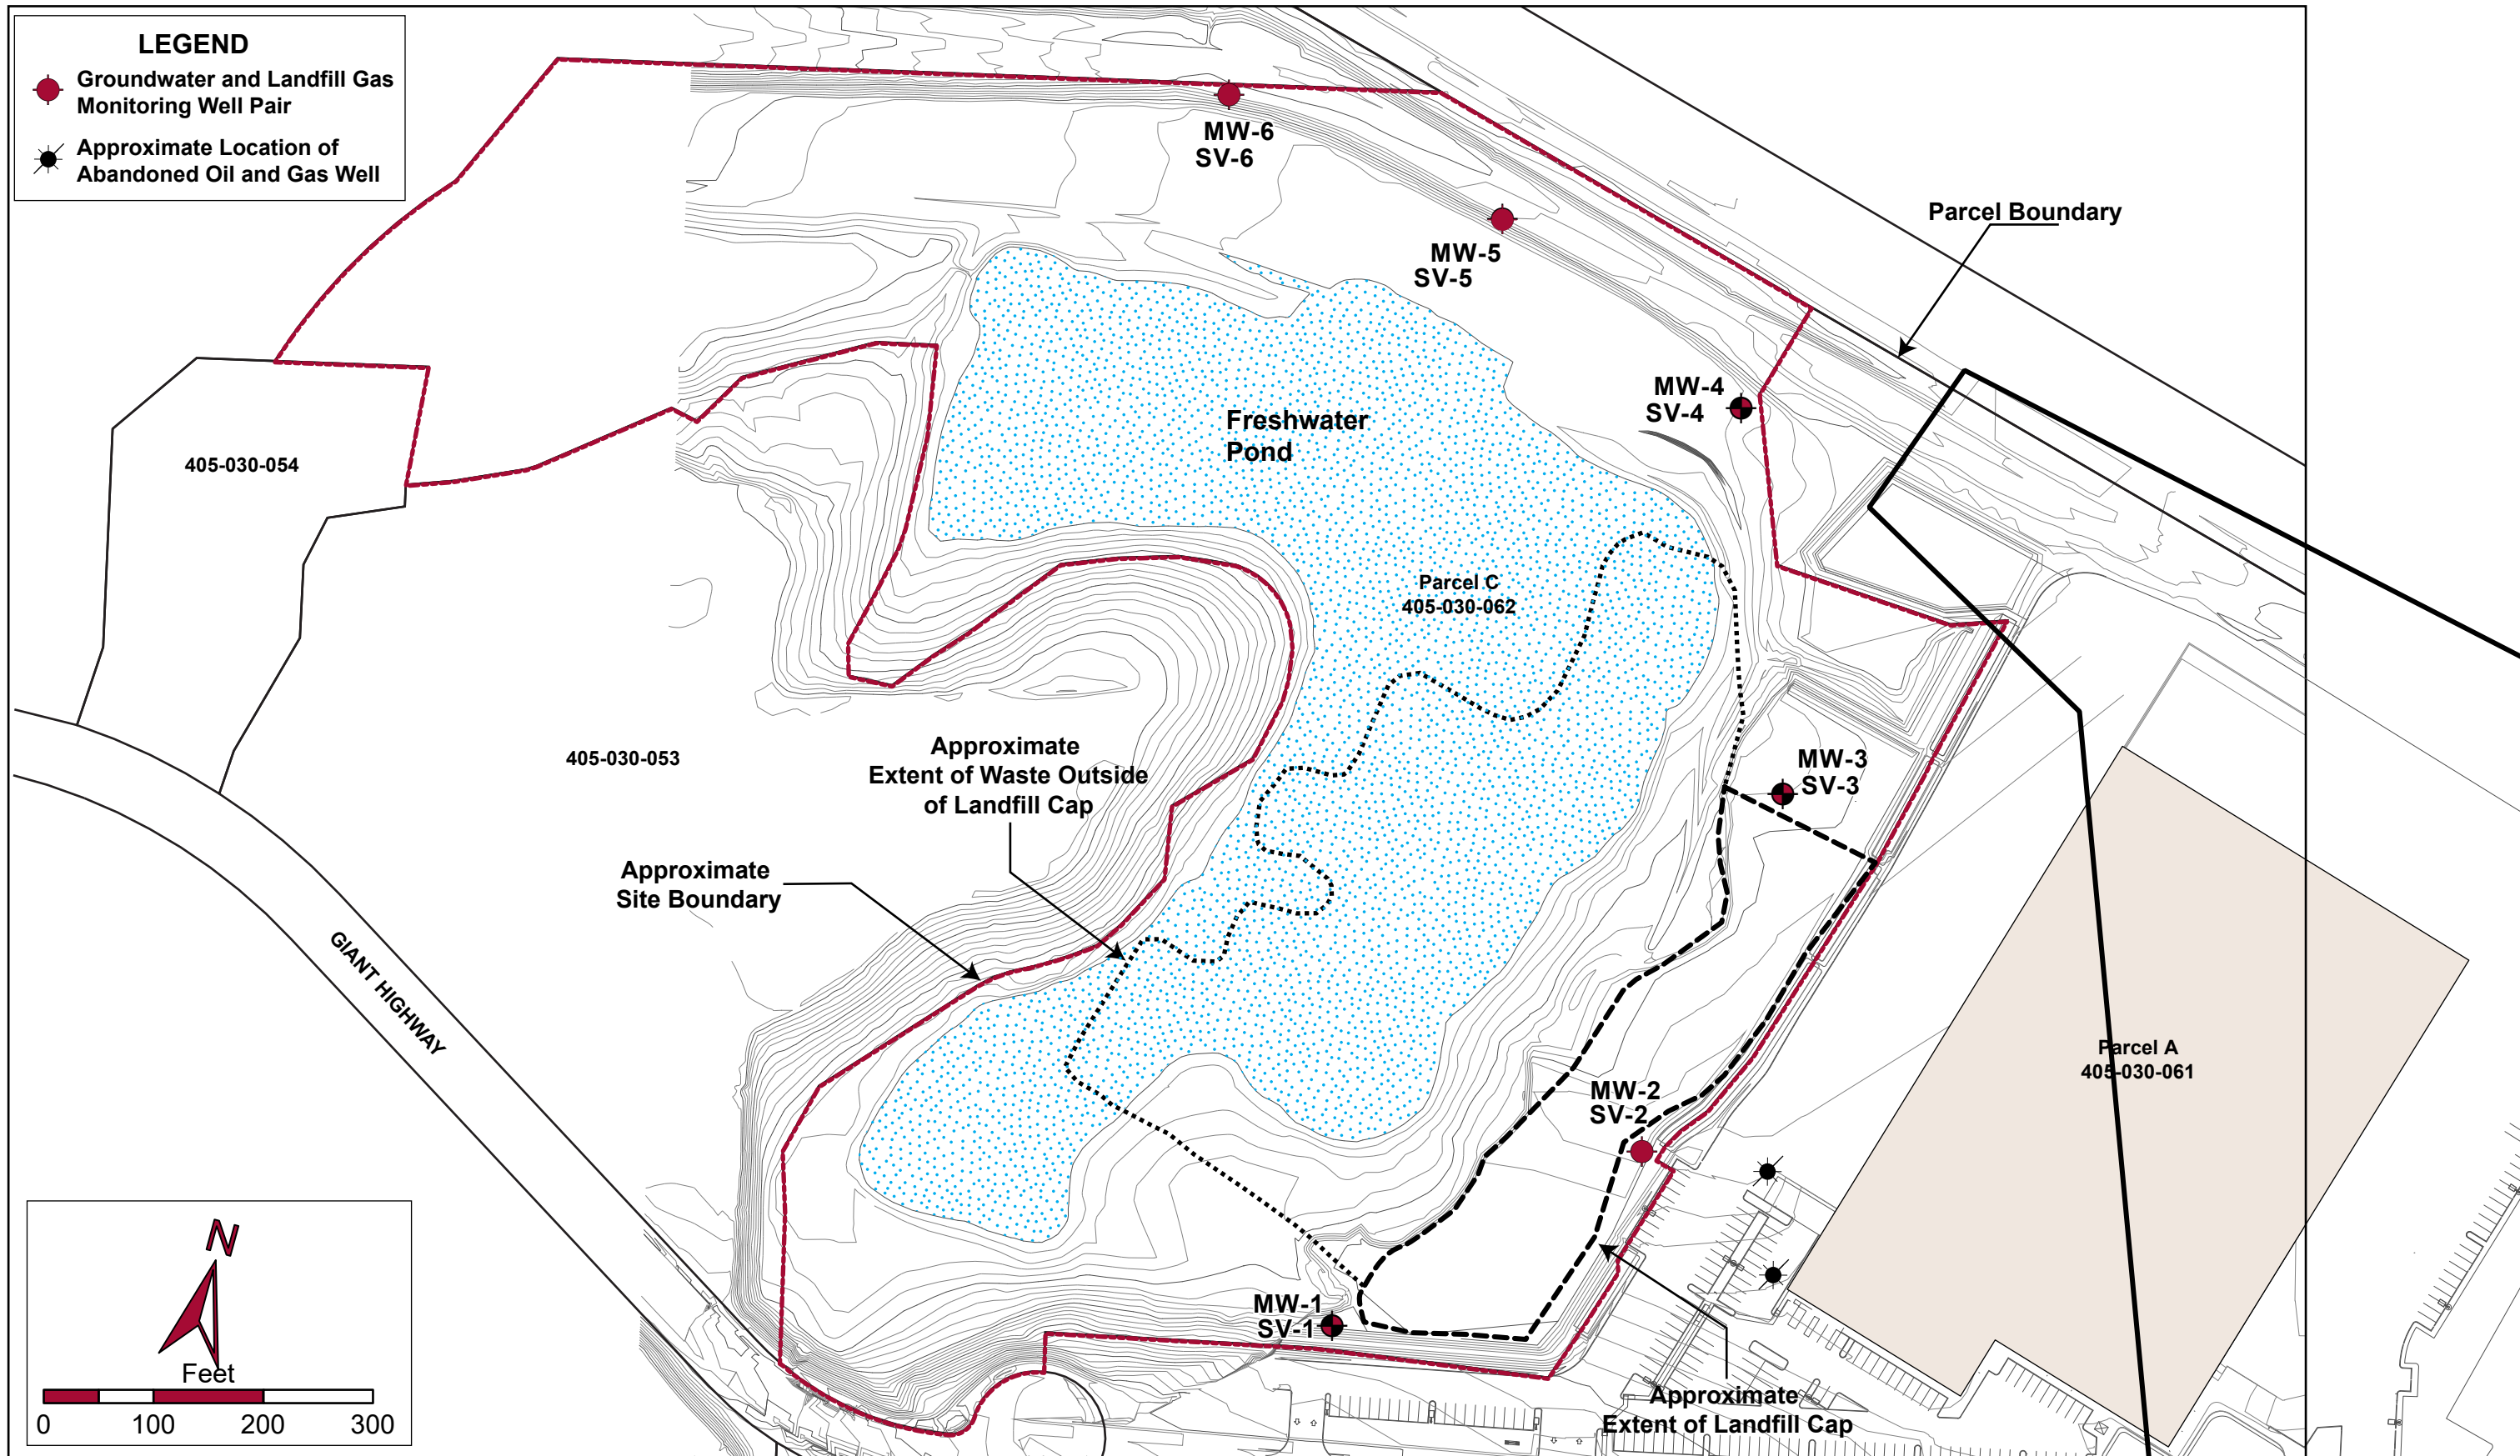 LEGEND
Groundwater and Landfill Gas
Monitoring Well Pair
Approximate Location of
Abandoned Oil and Gas Well
MW-6
SV-6
MW-5
SV-5
Parcel Boundary
MW-4
SV-4
Freshwater
Pond
405-030-054
Parcel C
405-030-062
405-030-053
Approximate
Extent of Waste Outside
of Landfill Cap
MW-3
SV-3
Approximate
Site Boundary
GIANT HIGHWAY
Parcel A
405-030-061
MW-2
SV-2
MW-1
SV-1
Approximate
Extent of Landfill Cap
N
Feet
0 100 200 300